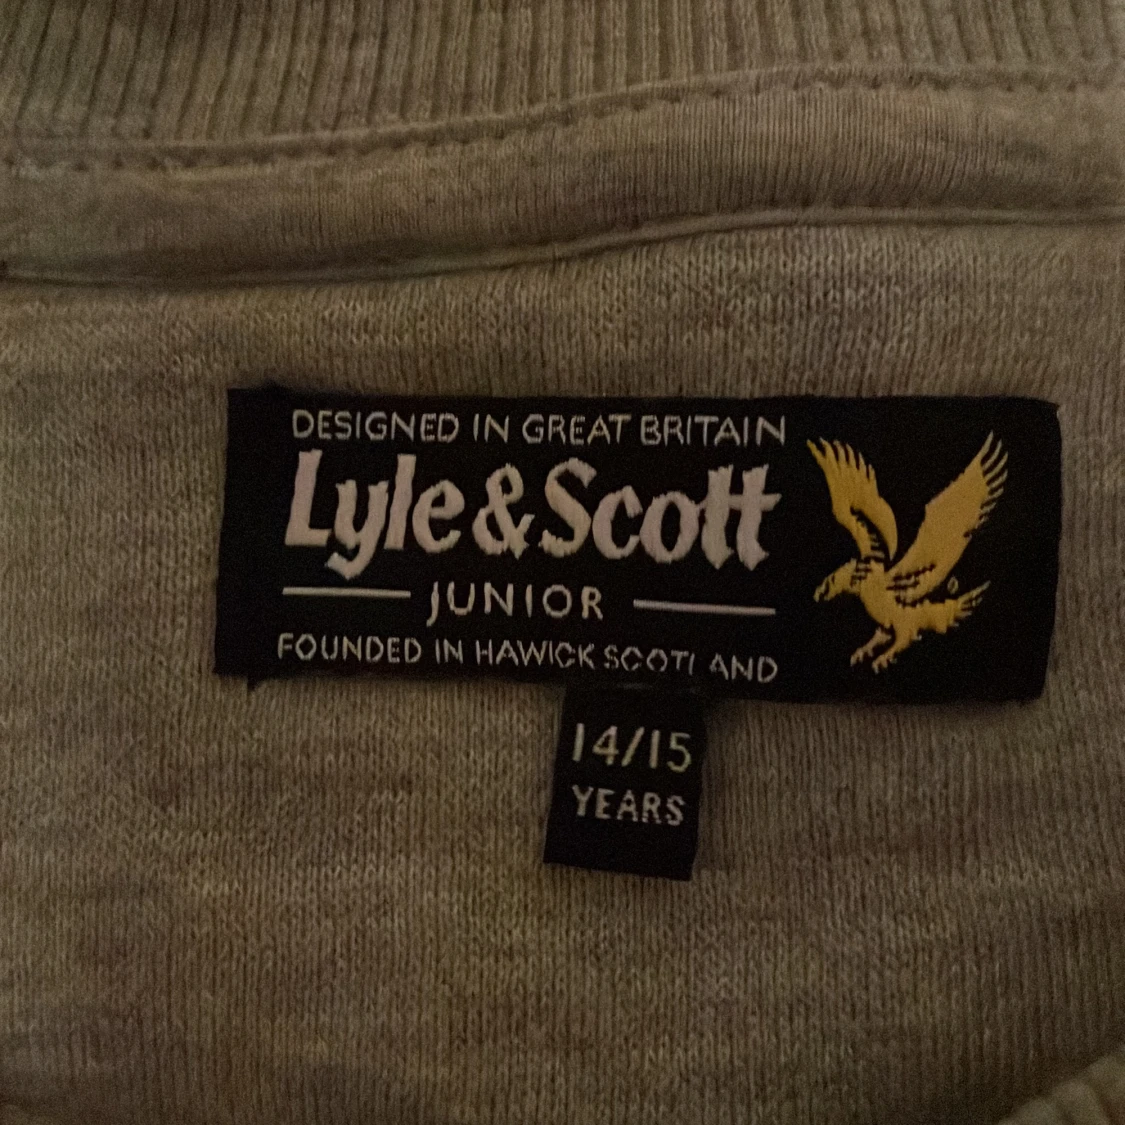 DESIGNED IN GREAT BRITAIN
Lyle & Scott
JUNIOR
FOUNDED IN HAWICK SCOTLAND
14/15
YEARS